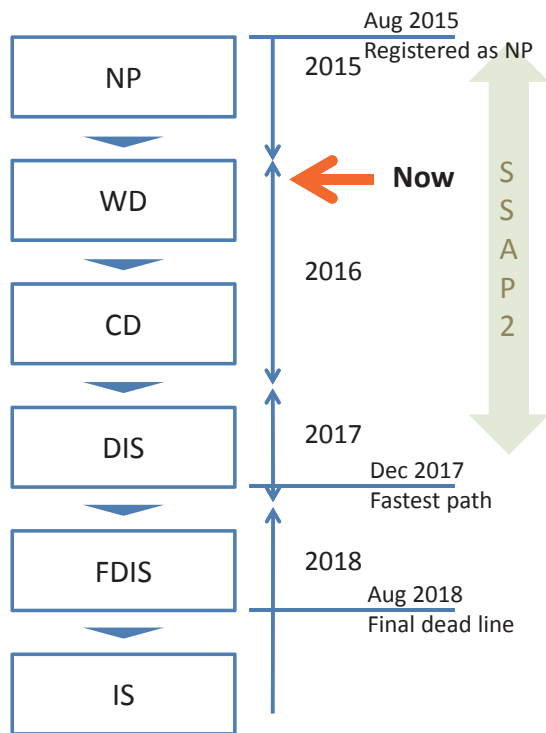 Aug 2015
Registered as NP
NP
2015
Now
WD
2016
CD
DIS
2017
Dec 2017
Fastest path
FDIS
2018
Aug 2018
Final dead line
IS
SSAP2